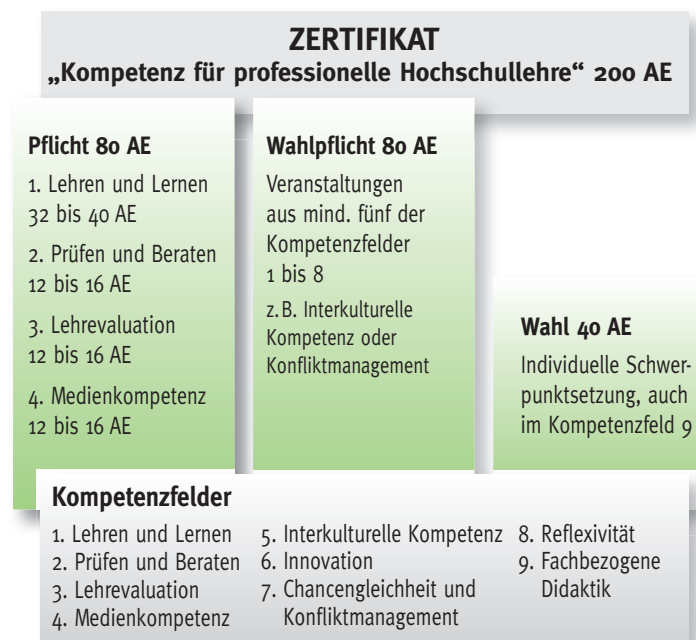 ZERTIFIKAT
„Kompetenz für professionelle Hochschullehre“ 200 AE
Pflicht 80 AE
1. Lehren und Lernen
32 bis 40 AE
2. Prüfen und Beraten
12 bis 16 AE
3. Lehrevaluation
12 bis 16 AE
4. Medienkompetenz
12 bis 16 AE
Wahlpflicht 80 AE
Veranstaltungen
aus mind. fünf der
Kompetenzfelder
1 bis 8
z.B. Interkulturelle
Kompetenz oder
Konfliktmanagement
Wahl 40 AE
Individuelle Schwer-
punktsetzung, auch
im Kompetenzfeld 9
Kompetenzfelder
1. Lehren und Lernen
2. Prüfen und Beraten
3. Lehrevaluation
4. Medienkompetenz
5. Interkulturelle Kompetenz
6. Innovation
7. Chancengleichheit und
Konfliktmanagement
8. Reflexivität
9. Fachbezogene
Didaktik